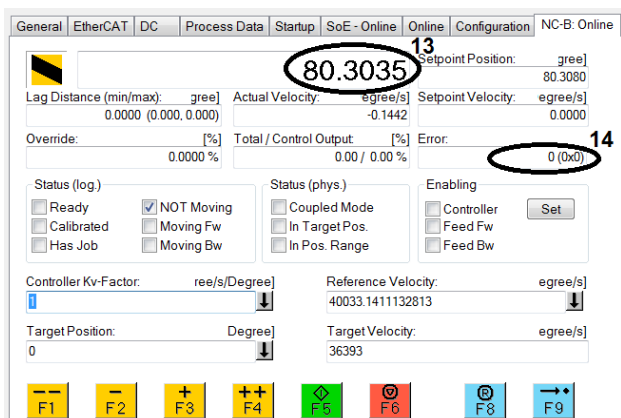 General EtherCAT DC Process Data Startup SoE - Online Online Configuration NC-B: Online
13
80.3035
Setpoint Position: gree]
80.3080
Lag Distance (min/max): gree] Actual Velocity: egree/s] Setpoint Velocity: egree/s]
0.0000 (0.000, 0.000) -0.1442 0.0000
Override: [%] Total / Control Output: [%] Error:
14
0.0000 % 0.00 / 0.00 % 0 (0x0)
Status (log.) Status (phys.) Enabling
Ready NOT Moving Coupled Mode Controller Set
Calibrated Moving Fw In Target Pos. Feed Fw
Has Job Moving Bw In Pos. Range Feed Bw
Controller Kv-Factor: ree/s/Degree] Reference Velocity: egree/s]
1 40033.1411132813
Target Position: Degree] Target Velocity: egree/s]
0 36393
-- - + ++ R
F1 F2 F3 F4 F5 F6 F8 F9